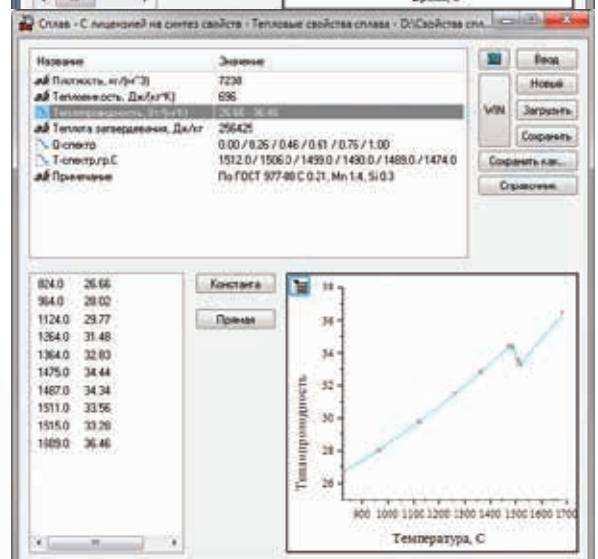 Сплав - С лицензией на синтез свойств - Тепловые свойства сплава - D:\Свойства спл
Название Значение
Плотность, кг/(м^3) 7238
Теплоемкость, Дж/(кг*К) 696
Теплопроводность, Вт/(м*К) 26.66 - 36.46
Теплота затвердевания, Дж/кг 256425
Q-спектр 0.00 / 0.26 / 0.46 / 0.61 / 0.75 / 1.00
Т-спектр,гр.С 1512.0 / 1506.0 / 1499.0 / 1490.0 / 1489.0 / 1474.0
Примечание По ГОСТ 977-88 С 0.21, Mn 1.4, Si 0.3
Ввод
Новый
WIN
Загрузить
Сохранить
Сохранить как...
Справочник
824.0 26.66
964.0 28.02
1124.0 29.77
1264.0 31.48
1364.0 32.83
1475.0 34.44
1487.0 34.34
1511.0 33.56
1515.0 33.28
1689.0 36.46
Константа
Прямая
38
36
34
32
30
28
26
Теплопроводность
900 1000 1100 1200 1300 1400 1500 1600 1700
Температура, С